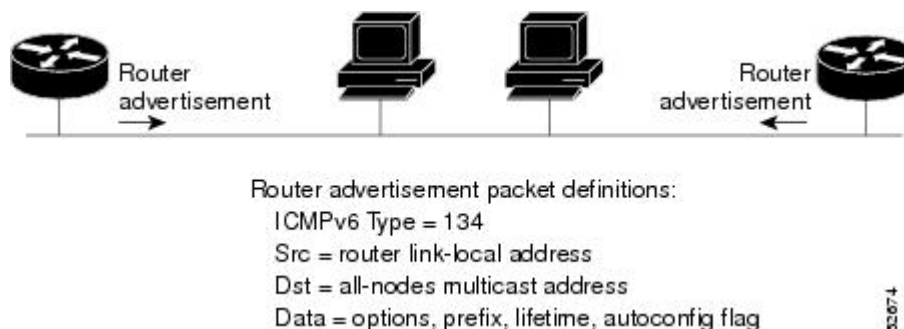 Router
advertisement
Router
advertisement
Router advertisement packet definitions:
ICMPv6 Type = 134
Src = router link-local address
Dst = all-nodes multicast address
Data = options, prefix, lifetime, autoconfig flag
52674